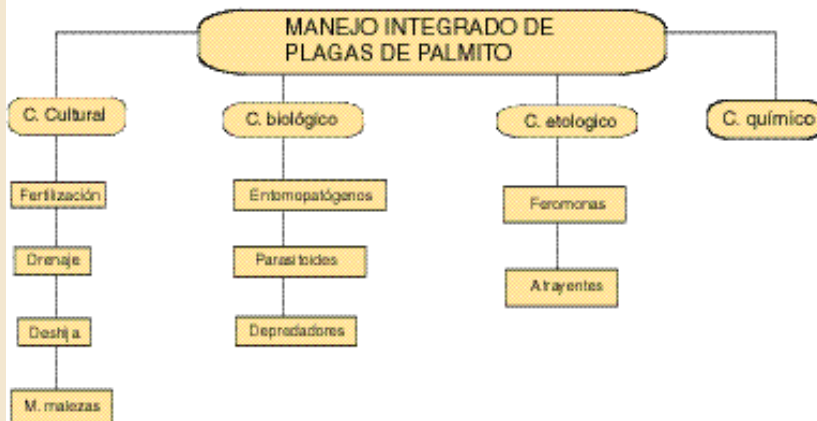 MANEJO INTEGRADO DE
PLAGAS DE PALMITO
C. Cultural
C. biológico
C. etologico
C. químico
Fertilización
Entomopatógenos
Feromonas
Drenaje
Parasitoides
Atrayentes
Deshija
Depredadores
M. malezas